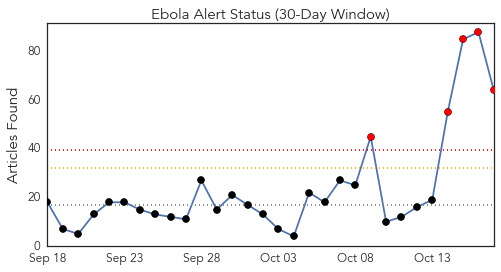 Ebola Alert Status (30-Day Window)
Articles Found
80
60
40
20
0
Sep 18 Sep 23 Sep 28 Oct 03 Oct 08 Oct 13